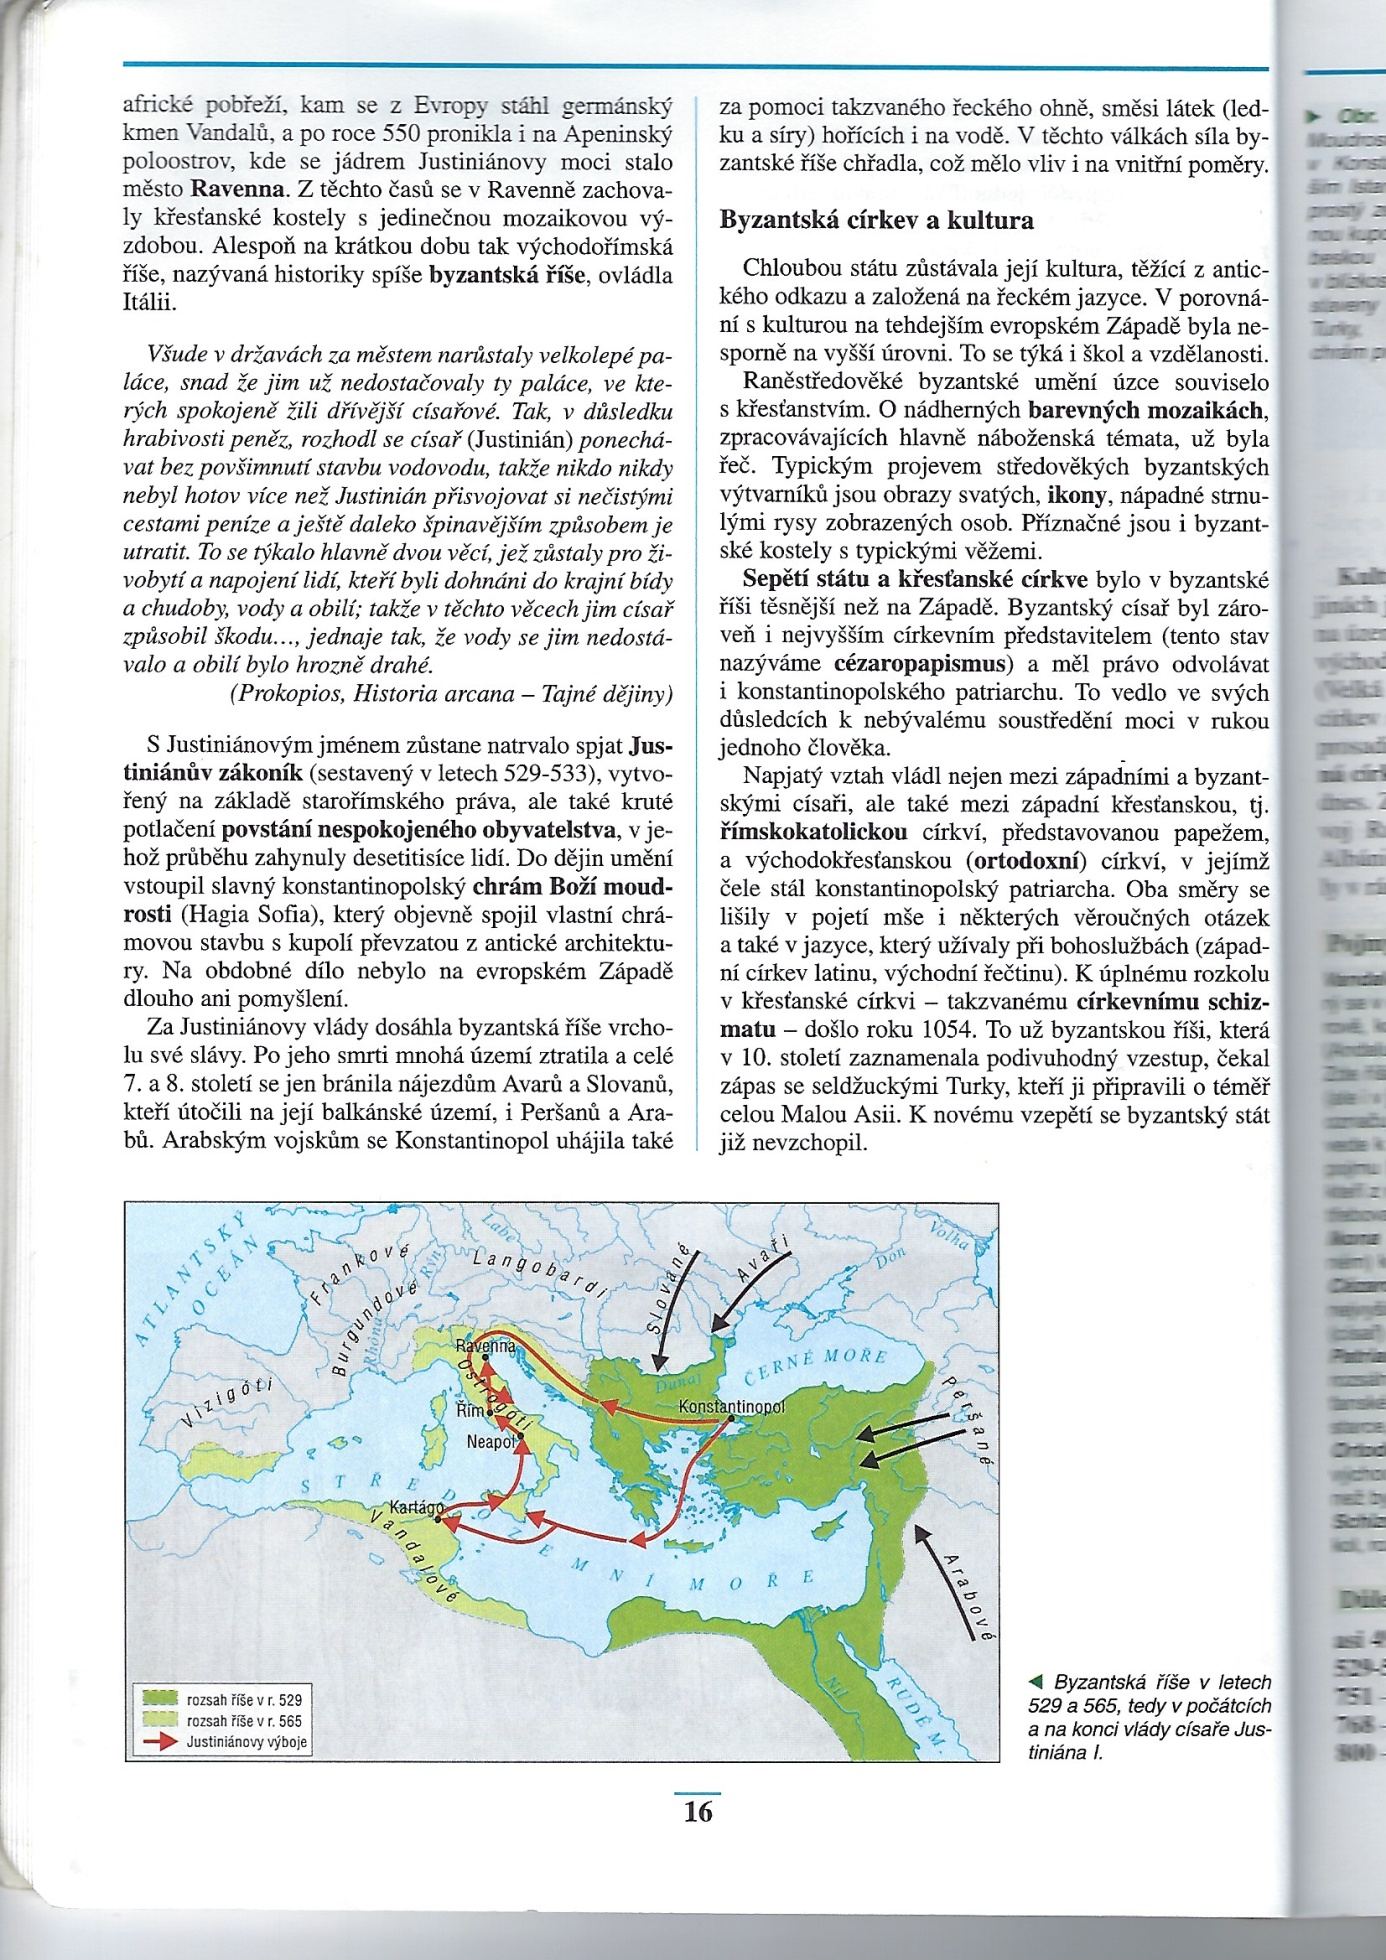 africké pobřeží, kam se z Evropy stáhl germánský
kmen Vandalů, a po roce 550 pronikla i na Apeninský
poloostrov, kde se jádrem Justiniánovy moci stalo
město Ravenna. Z těchto časů se v Ravenně zachova-
ly křesťanské kostely s jedinečnou mozaikovou vý-
zdobou. Alespoň na krátkou dobu tak východořímská
říše, nazývaná historiky spíše byzantská říše, ovládla
Itálii.
Všude v državách za městem narůstaly velkolepé pa-
láce, snad že jim už nedostačovaly ty paláce, ve kte-
rých spokojeně žili dřívější císařové. Tak, v důsledku
hrabivosti peněz, rozhodl se císař (Justinián) ponechá-
vat bez povšimnutí stavbu vodovodu, takže nikdo nikdy
nebyl hotov více než Justinián přisvojovat si nečistými
cestami peníze a ještě daleko špinavějším způsobem je
utratit. To se týkalo hlavně dvou věcí, jež zůstaly pro ži-
vobytí a napojení lidí, kteří byli dohnáni do krajní bídy
a chudoby, vody a obilí; takže v těchto věcech jim císař
způsobil škodu..., jednaje tak, že vody se jim nedostá-
valo a obilí bylo hrozně drahé.
(Prokopios, Historia arcana – Tajné dějiny)
S Justiniánovým jménem zůstane natrvalo spjat Jus-
tiniánův zákoník (sestavený v letech 529-533), vytvo-
řený na základě starořímského práva, ale také kruté
potlačení povstání nespokojeného obyvatelstva, v je-
hož průběhu zahynuly desetitisíce lidí. Do dějin umění
vstoupil slavný konstantinopolský chrám Boží moud-
rosti (Hagia Sofia), který objevně spojil vlastní chrá-
movou stavbu s kupolí převzatou z antické architektu-
ry. Na obdobné dílo nebylo na evropském Západě
dlouho ani pomyšlení.
Za Justiniánovy vlády dosáhla byzantská říše vrcho-
lu své slávy. Po jeho smrti mnohá území ztratila a celé
7. a 8. století se jen bránila nájezdům Avarů a Slovanů,
kteří útočili na její balkánské území, i Peršanů a Ara-
bů. Arabským vojskům se Konstantinopol uhájila také
za pomoci takzvaného řeckého ohně, směsi látek (led-
ku a síry) hořících i na vodě. V těchto válkách síla by-
zantské říše chřadla, což mělo vliv i na vnitřní poměry.
Byzantská církev a kultura
Chloubou státu zůstávala její kultura, těžící z antic-
kého odkazu a založená na řeckém jazyce. V porovná-
ní s kulturou na tehdejším evropském Západě byla ne-
sporně na vyšší úrovni. To se týká i škol a vzdělanosti.
Raněstředověké byzantské umění úzce souviselo
s křesťanstvím. O nádherných barevných mozaikách,
zpracovávajících hlavně náboženská témata, už byla
řeč. Typickým projevem středověkých byzantských
výtvarníků jsou obrazy svatých, ikony, nápadné strnu-
lými rysy zobrazených osob. Příznačné jsou i byzant-
ské kostely s typickými věžemi.
Sepětí státu a křesťanské církve bylo v byzantské
říši těsnější než na Západě. Byzantský císař byl záro-
veň i nejvyšším církevním představitelem (tento stav
nazýváme cézaropapismus) a měl právo odvolávat
i konstantinopolského patriarchu. To vedlo ve svých
důsledcích k nebývalému soustředění moci v rukou
jednoho člověka.
Napjatý vztah vládl nejen mezi západními a byzant-
skými císaři, ale také mezi západní křesťanskou, tj.
římskokatolickou církví, představovanou papežem,
a východokřesťanskou (ortodoxní) církví, v jejímž
čele stál konstantinopolský patriarcha. Oba směry se
lišily v pojetí mše i některých věroučných otázek
a také v jazyce, který užívaly při bohoslužbách (západ-
ní církev latinu, východní řečtinu). K úplnému rozkolu
v křesťanské církvi – takzvanému církevnímu schiz-
matu – došlo roku 1054. To už byzantskou říši, která
v 10. století zaznamenala podivuhodný vzestup, čekal
zápas se seldžuckými Turky, kteří ji připravili o téměř
celou Malou Asii. K novému vzepětí se byzantský stát
již nevzchopil.
ATLANTSKÝ
OCEÁN
Frankové
Burgundové
Rhôna
Rýn
Labe
Langobardi
Slované
Avaři
Don
Volha
Vizigóti
Ravenna
Ostrogóti
Řím
Neapol
Dunaj
ČERNÉ MOŘE
Konstantinopol
Peršané
Kartágo
Vandalové
STŘEDOZEMNÍ MOŘE
Arabové
Nil
RUDÉ M.
rozsah říše v r. 529
rozsah říše v r. 565
Justiniánovy výboje
◄ Byzantská říše v letech
529 a 565, tedy v počátcích
a na konci vlády císaře Jus-
tiniána I.
16